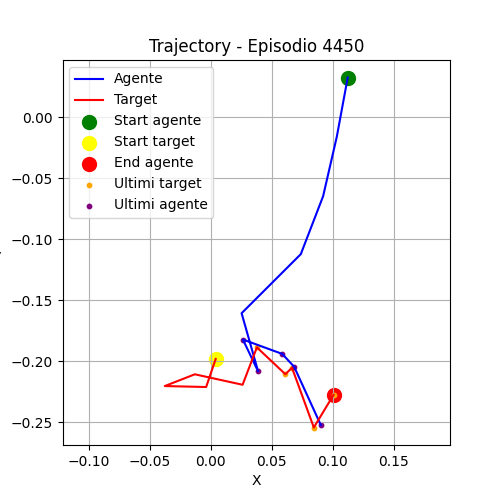 Trajectory - Episodio 4450
Agente
Target
Start agente
Start target
End agente
Ultimi target
Ultimi agente
0.00
−0.05
−0.10
−0.15
−0.20
−0.25
−0.10
−0.05
0.00
0.05
0.10
0.15
X